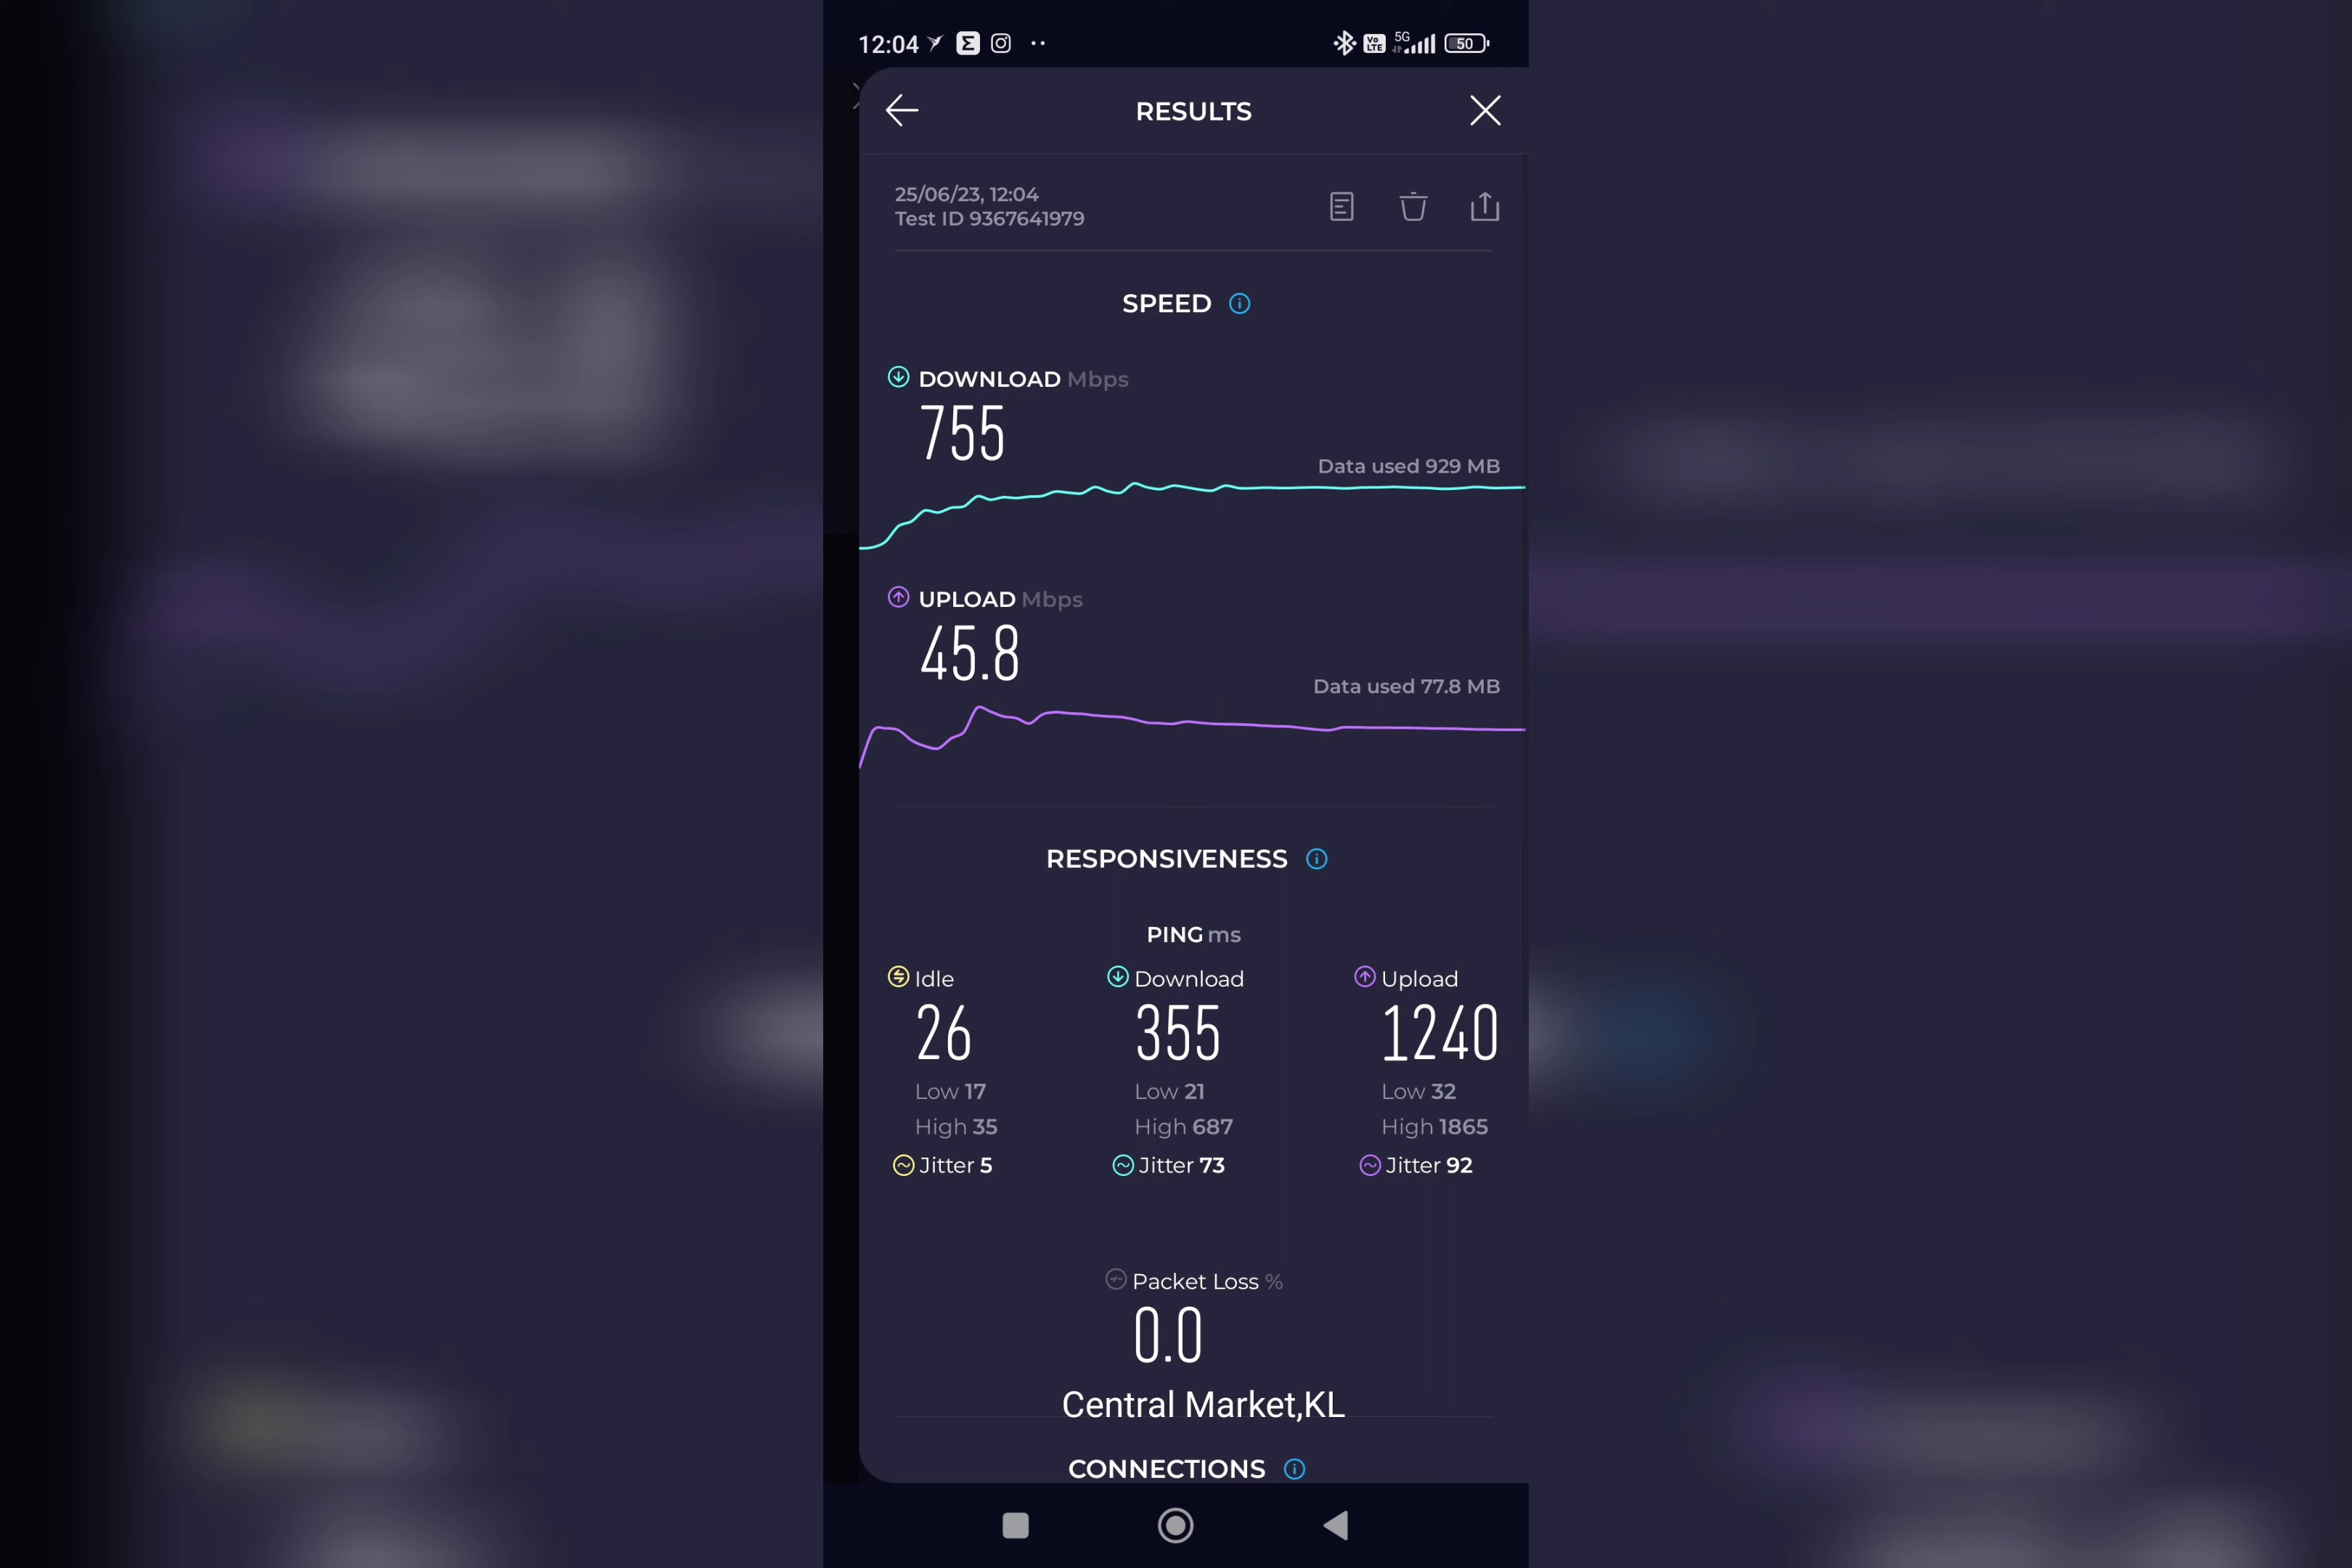 12:04
Vo LTE
5G
50
RESULTS
25/06/23, 12:04
Test ID 9367641979
SPEED
DOWNLOAD Mbps
755
Data used 929 MB
UPLOAD Mbps
45.8
Data used 77.8 MB
RESPONSIVENESS
PING ms
Idle Download Upload
26 355 1240
Low 17 Low 21 Low 32
High 35 High 687 High 1865
Jitter 5 Jitter 73 Jitter 92
Packet Loss %
0.0
Central Market,KL
CONNECTIONS